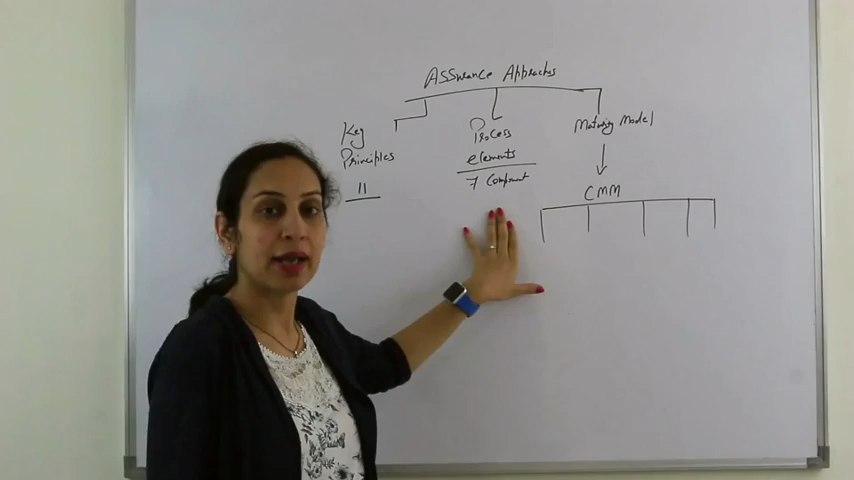 Assurance Approaches
Key
Principles
11
Process
elements
7 Component
Maturity Model
CMM